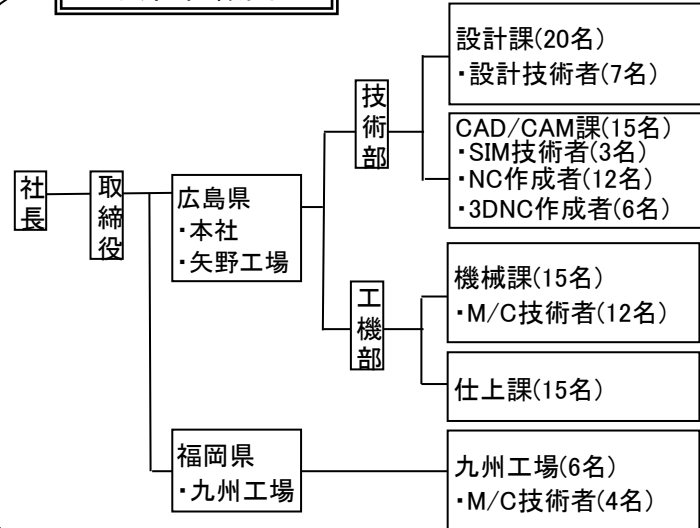 社長
取締役
広島県
・本社
・矢野工場
技術部
設計課(20名)
・設計技術者(7名)
CAD/CAM課(15名)
・SIM技術者(3名)
・NC作成者(12名)
・3DNC作成者(6名)
工機部
機械課(15名)
・M/C技術者(12名)
仕上課(15名)
福岡県
・九州工場
九州工場(6名)
・M/C技術者(4名)